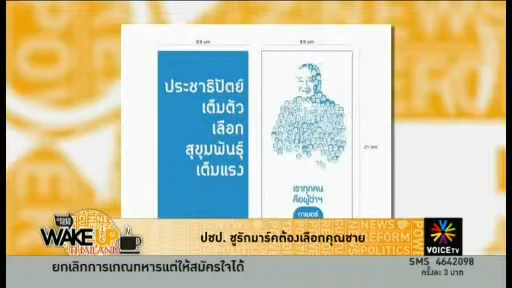 ประชาธิปัตย์
เต็มตัว
เลือก
สุขุมพันธุ์
เต็มแรง
เราทุกคน
คือผู้ว่าฯ
21 cm
WAKE UP
THAILAND
ปชป. ชูรักมาร์คต้องเลือกคุณชาย
NEWS
REFORM
POLITICS
VOICE TV
ยกเลิกการเกณฑ์ทหารแต่ให้สมัครใจได้
SMS 4642098
ครั้งละ 3 บาท